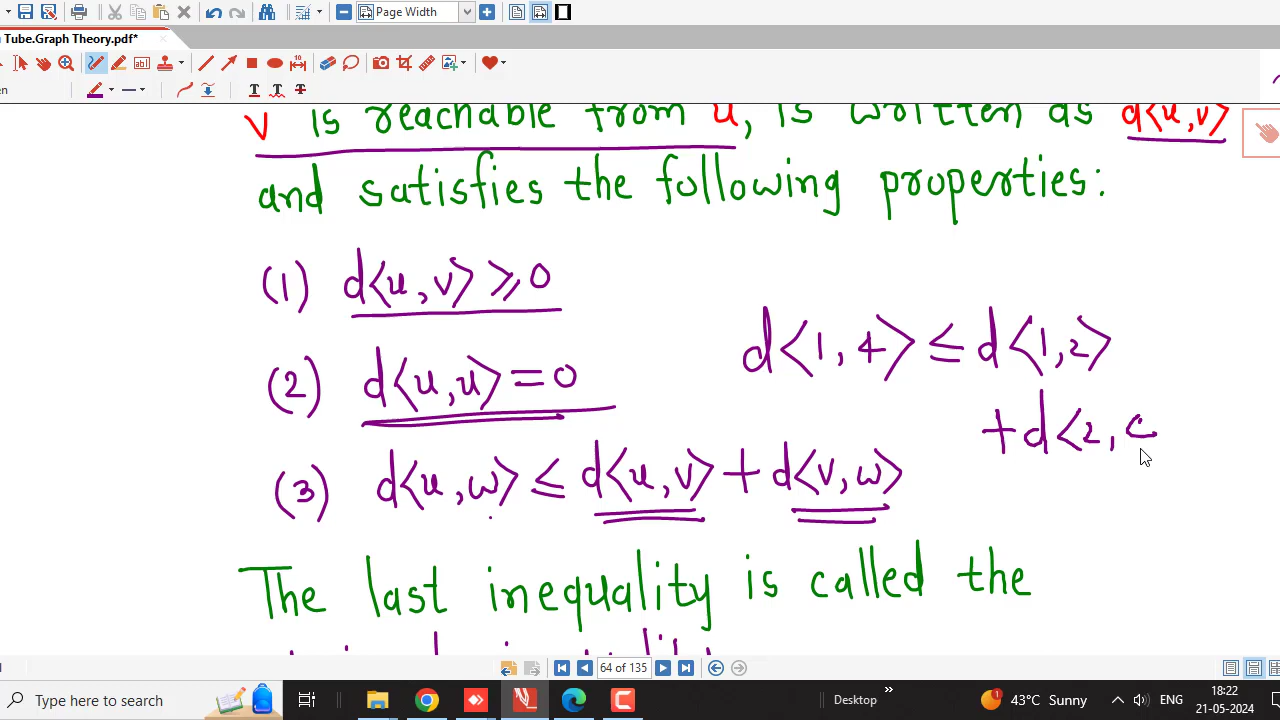 Page Width
Tube.Graph Theory.pdf*
v is reachable from u, is written as d⟨u,v⟩
and satisfies the following properties:
(1) d⟨u,v⟩ ⩾ 0
(2) d⟨u,u⟩ = 0
d⟨1,4⟩ ≤ d⟨1,2⟩
+d⟨2,
(3) d⟨u,w⟩ ≤ d⟨u,v⟩ + d⟨v,w⟩
The last inequality is called the
64 of 135
Type here to search
Desktop
1
43°C Sunny
ENG
18:22
21-05-2024